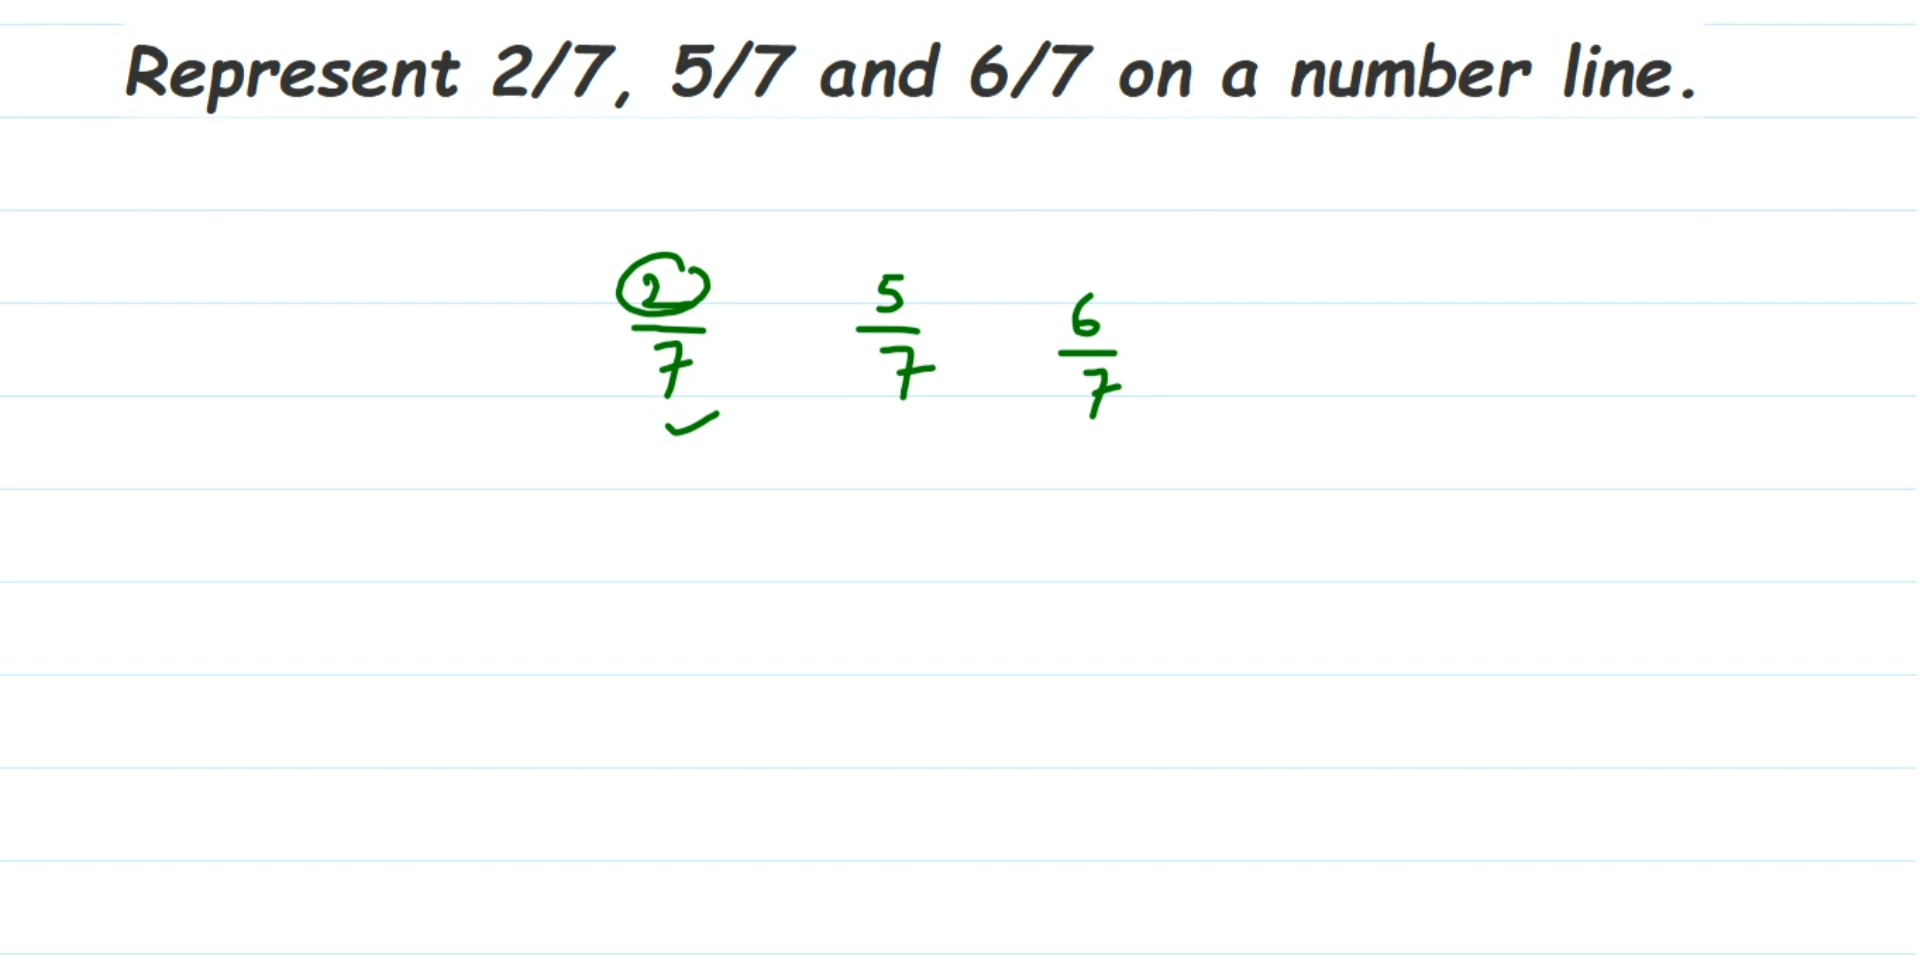 Represent 2/7, 5/7 and 6/7 on a number line.
2/7 5/7 6/7